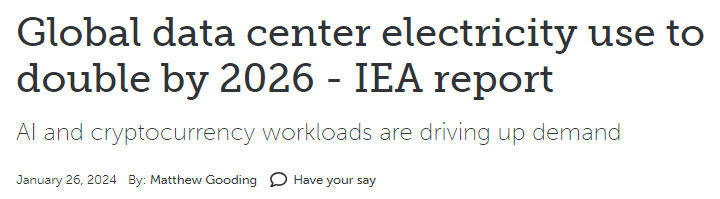 Global data center electricity use to
double by 2026 - IEA report
AI and cryptocurrency workloads are driving up demand
January 26, 2024 By: Matthew Gooding Have your say